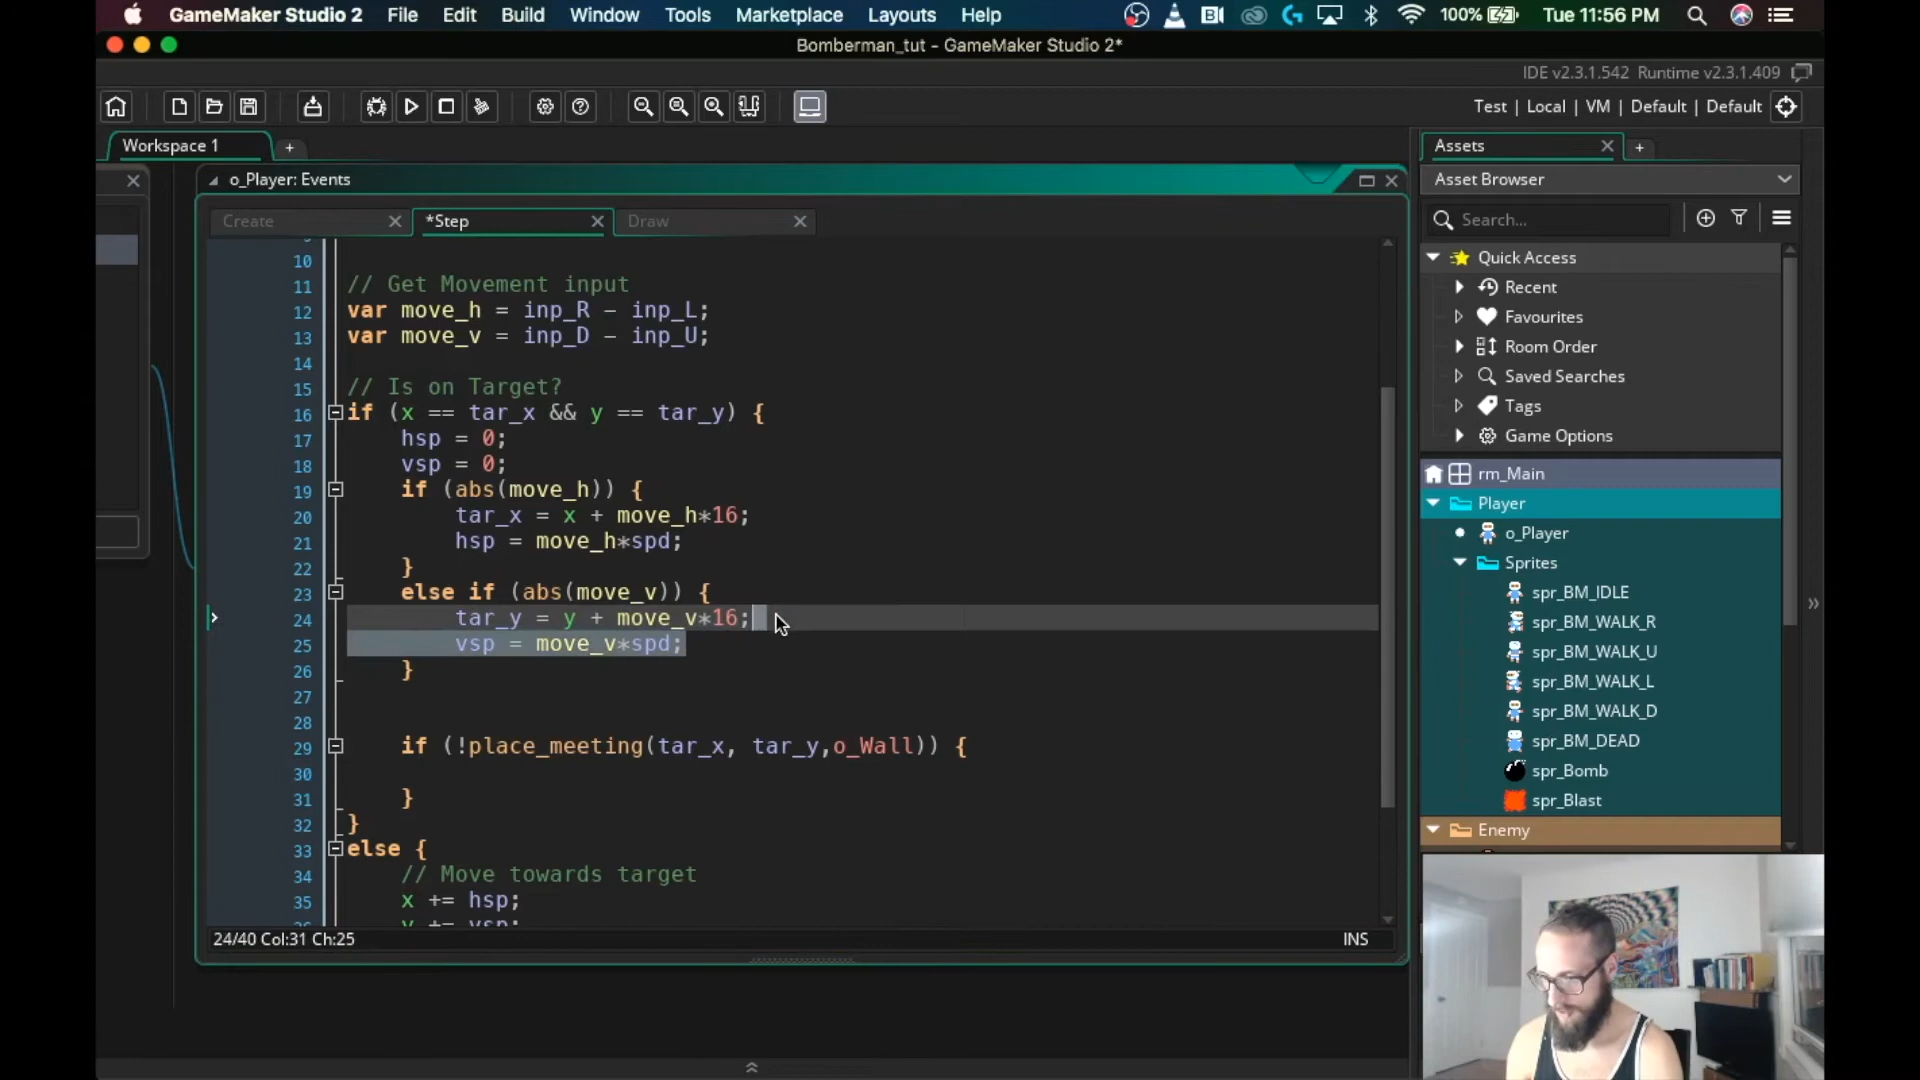 GameMaker Studio 2 File Edit Build Window Tools Marketplace Layouts Help 100% Tue 11:56 PM
Bomberman_tut - GameMaker Studio 2*
IDE v2.3.1.542 Runtime v2.3.1.409
Test | Local | VM | Default | Default
Workspace 1 +
Assets +
o_Player: Events
Asset Browser
Create *Step Draw
Search...
10
11 // Get Movement input
12 var move_h = inp_R - inp_L;
13 var move_v = inp_D - inp_U;
14
15 // Is on Target?
16 if (x == tar_x && y == tar_y) {
17 hsp = 0;
18 vsp = 0;
19 if (abs(move_h)) {
20 tar_x = x + move_h*16;
21 hsp = move_h*spd;
22 }
23 else if (abs(move_v)) {
24 tar_y = y + move_v*16;
25 vsp = move_v*spd;
26 }
27
28
29 if (!place_meeting(tar_x, tar_y,o_Wall)) {
30
31 }
32 }
33 else {
34 // Move towards target
35 x += hsp;
y += vsp;
24/40 Col:31 Ch:25 INS
Quick Access
Recent
Favourites
Room Order
Saved Searches
Tags
Game Options
rm_Main
Player
o_Player
Sprites
spr_BM_IDLE
spr_BM_WALK_R
spr_BM_WALK_U
spr_BM_WALK_L
spr_BM_WALK_D
spr_BM_DEAD
spr_Bomb
spr_Blast
Enemy